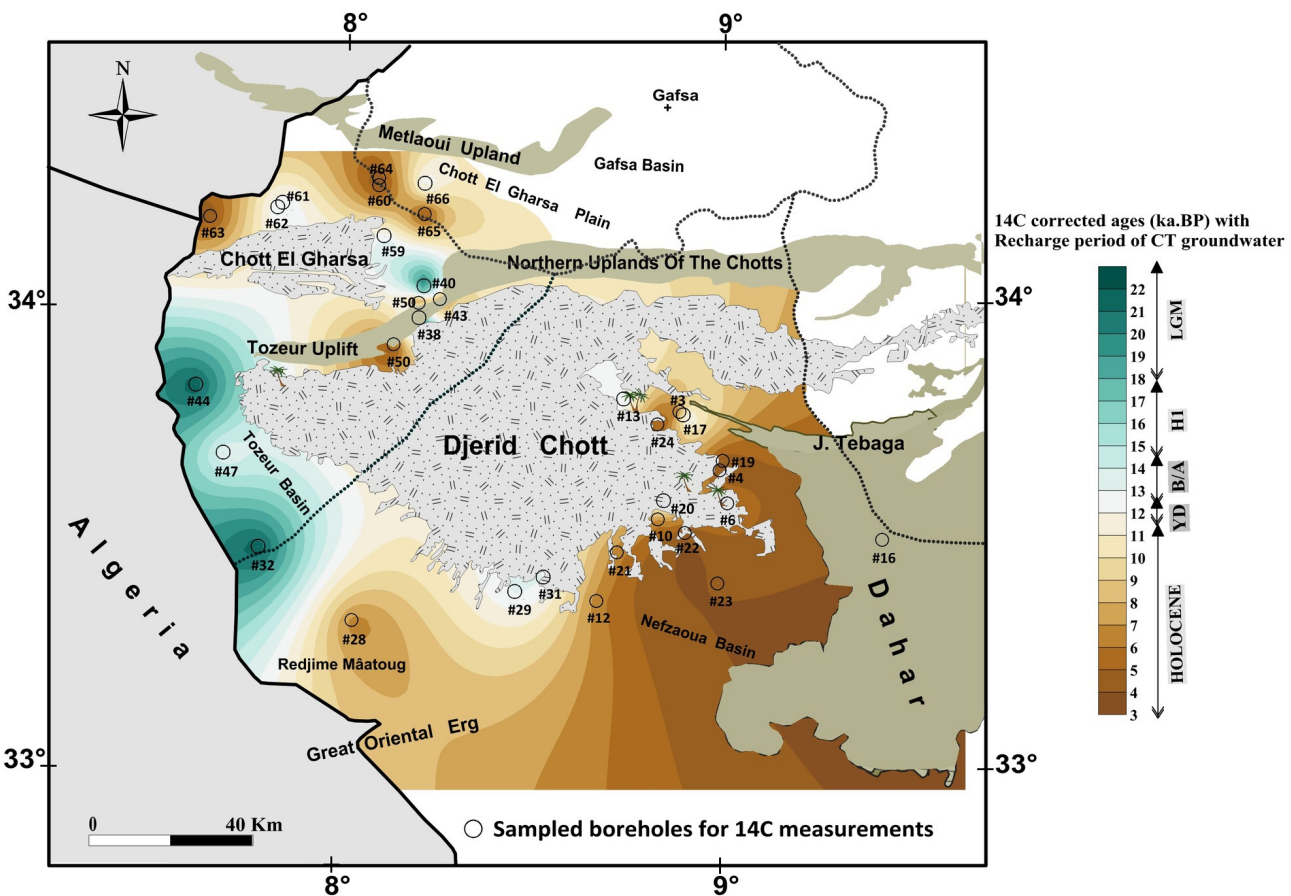 8°
9°
N
Gafsa
Metlaoui Upland
Gafsa Basin
#64
#60
#61
#62
#63
#66
#65
Chott El Gharsa Plain
#59
Chott El Gharsa
Northern Uplands Of The Chotts
#40
#50
#43
#38
34°
34°
Tozeur Uplift
#50
#44
#3
#13
#17
#24
Djerid Chott
J. Tebaga
#47
Tozeur Basin
#19
#4
#20
#6
#10
#22
#16
#32
#21
#31
#29
#12
#23
Algeria
Dahar
Nefzaoua Basin
#28
Redjime Mâatoug
Great Oriental Erg
33°
33°
0
40 Km
Sampled boreholes for 14C measurements
8°
9°
14C corrected ages (ka.BP) with
Recharge period of CT groundwater
22
21
20
19
18
17
16
15
14
13
12
11
10
9
8
7
6
5
4
3
LGM
H1
B/A
YD
HOLOCENE